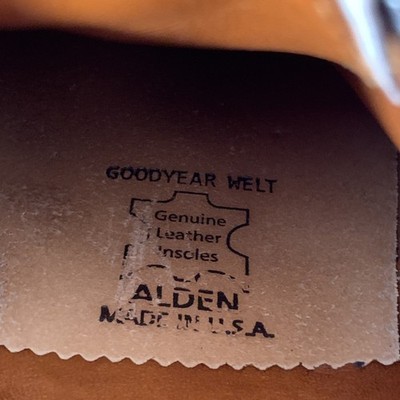 GOODYEAR WELT
Genuine
Leather
Insoles
ALDEN
MADE IN U.S.A.